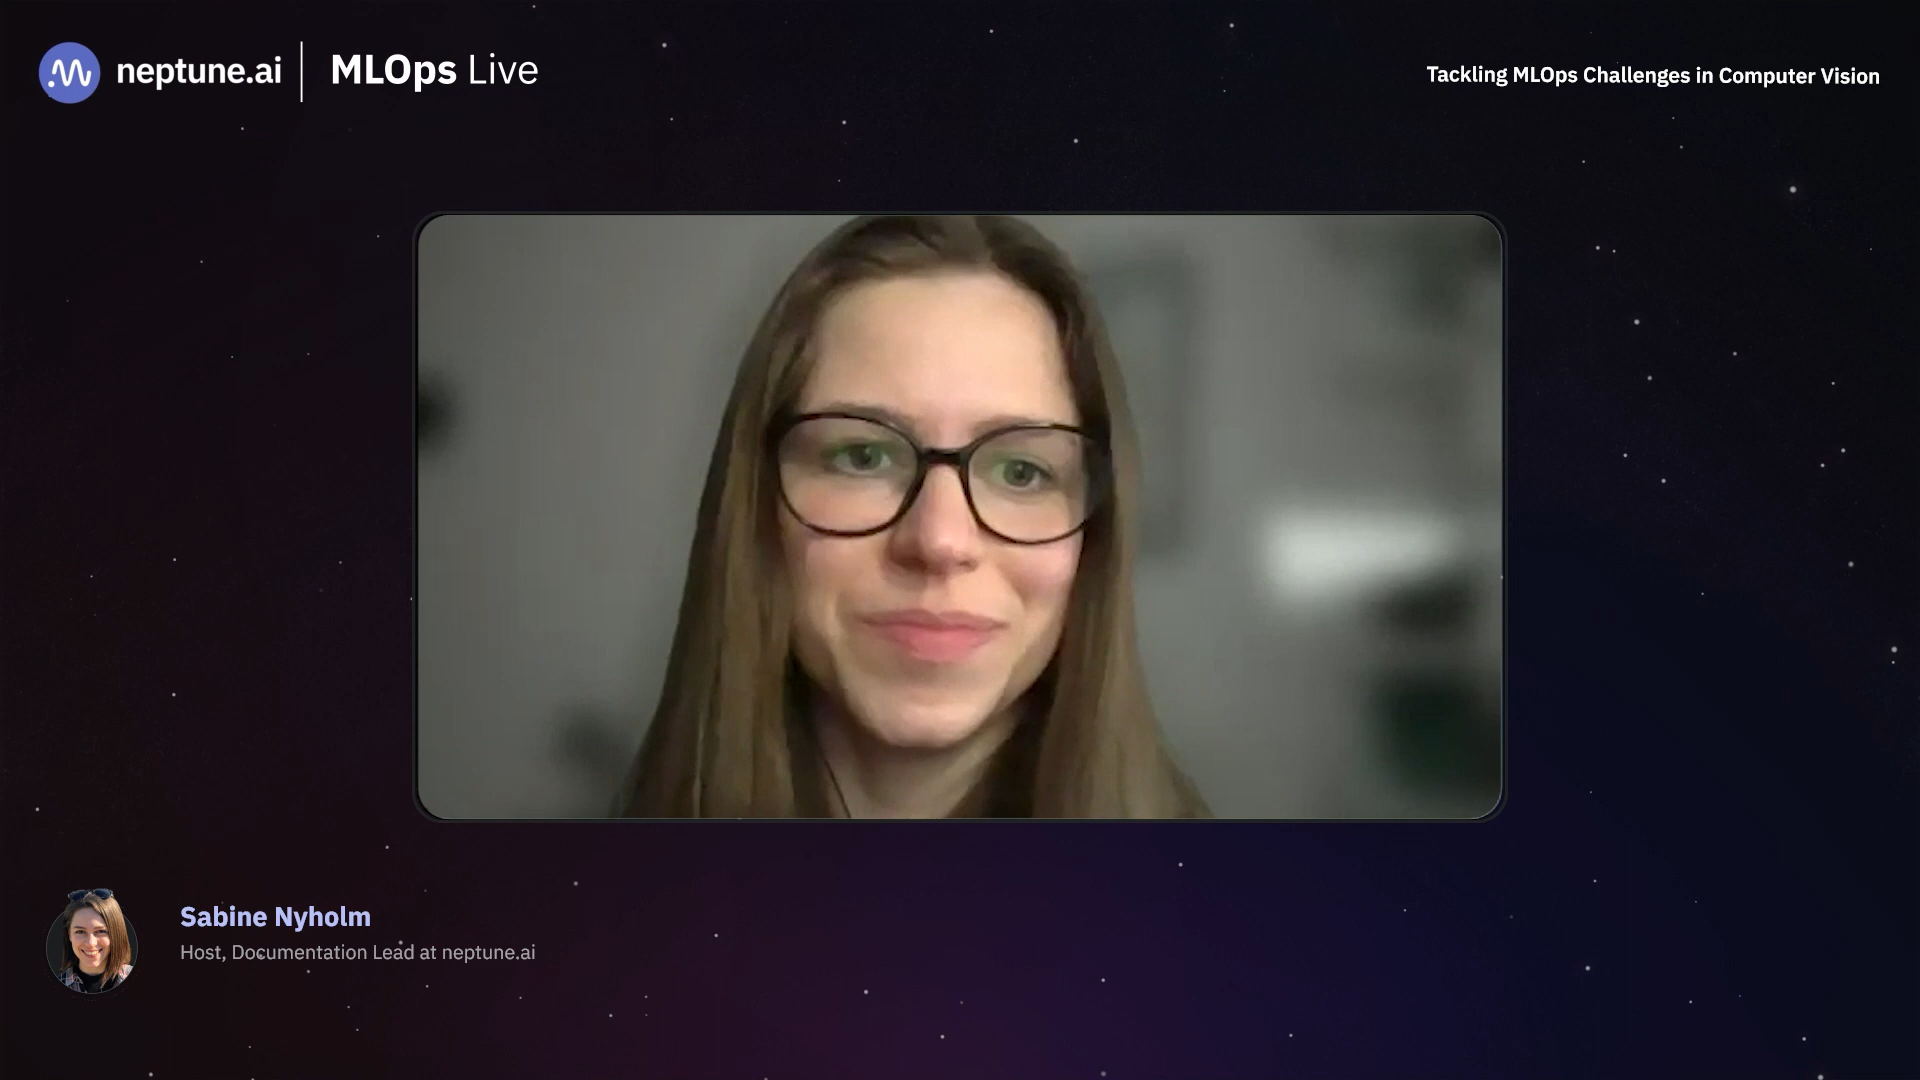 neptune.ai
MLOps Live
Tackling MLOps Challenges in Computer Vision
Sabine Nyholm
Host, Documentation Lead at neptune.ai